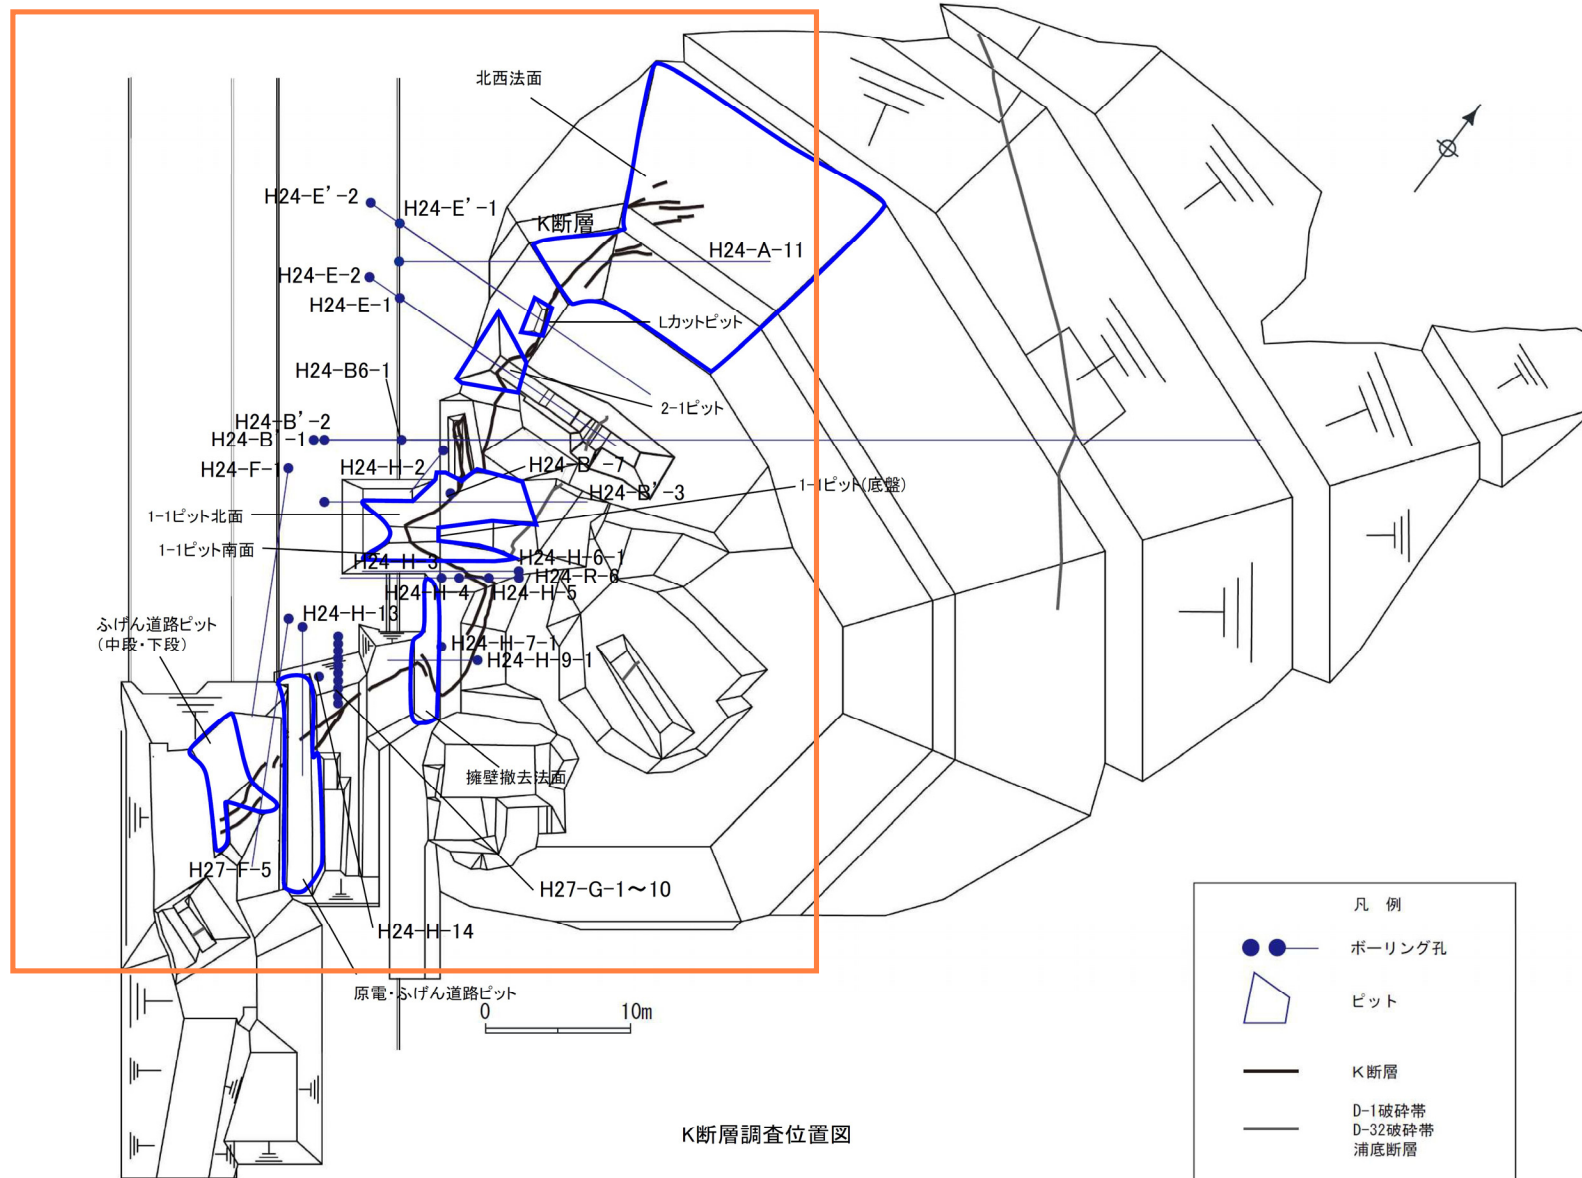 北西法面
H24-E'-2
H24-E'-1
K断層
H24-A-11
H24-E-2
H24-E-1
Lカットピット
H24-B6-1
2-1ピット
H24-B'-2
H24-B'-1
H24-F-1
H24-H-2
H24-B'-7
1-1ピット(底盤)
H24-B'-3
1-1ピット北面
1-1ピット南面
H24-H-3
H24-H-6-1
H24-R-6
H24-H-4
H24-H-5
H24-H-13
ふげん道路ピット
(中段・下段)
H24-H-7-1
H24-H-9-1
擁壁撤去法面
H27-F-5
H27-G-1～10
H24-H-14
原電・ふげん道路ピット
0 10m
K断層調査位置図
凡 例
ボーリング孔
ピット
K断層
D-1破砕帯
D-32破砕帯
浦底断層